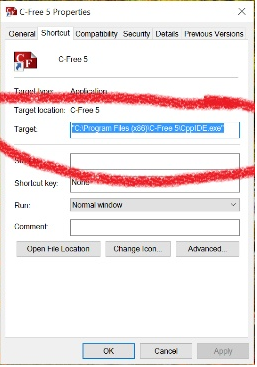 C-Free 5 Properties
General Shortcut Compatibility Security Details Previous Versions
C-Free 5
Target type: Application
Target location: C-Free 5
Target: "C:\Program Files (x86)\C-Free 5\CppIDE.exe"
Shortcut key: None
Run: Normal window
Comment:
Open File Location Change Icon... Advanced...
OK Cancel Apply